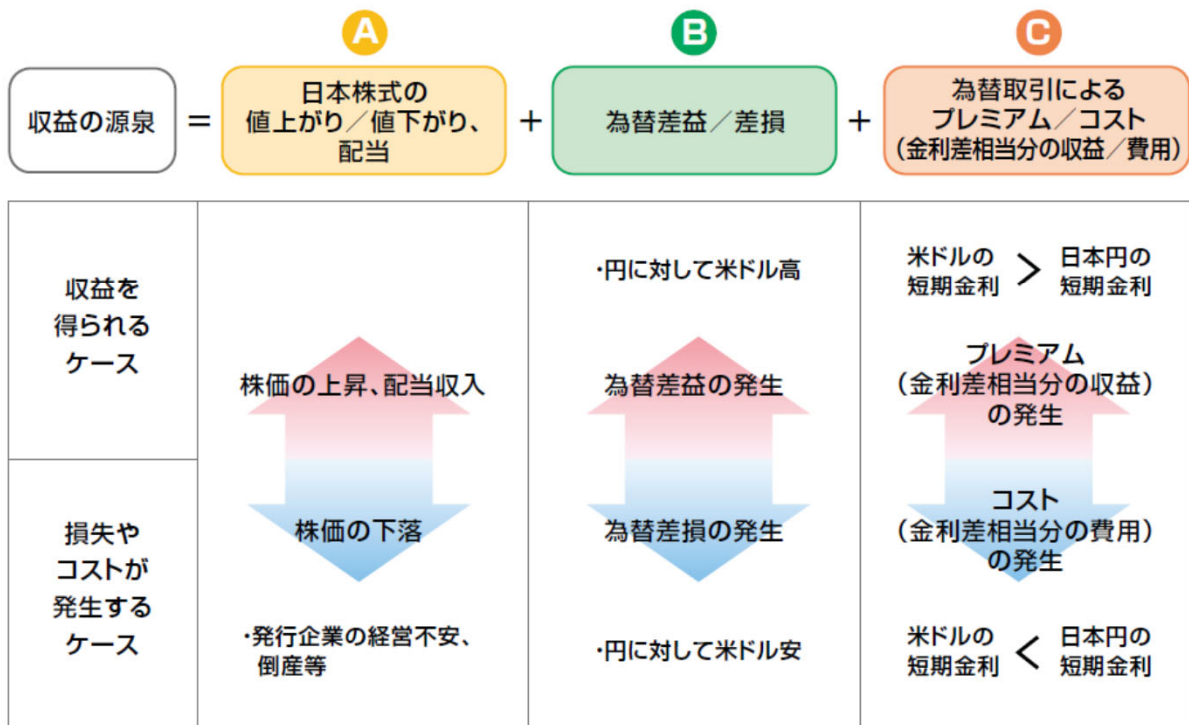 A
B
C
収益の源泉
=
日本株式の
値上がり／値下がり、
配当
+
為替差益／差損
+
為替取引による
プレミアム／コスト
(金利差相当分の収益／費用)
収益を
得られる
ケース
株価の上昇、配当収入
・円に対して米ドル高
為替差益の発生
米ドルの
短期金利
>
日本円の
短期金利
プレミアム
(金利差相当分の収益)
の発生
損失や
コストが
発生する
ケース
株価の下落
・発行企業の経営不安、
倒産等
為替差損の発生
・円に対して米ドル安
コスト
(金利差相当分の費用)
の発生
米ドルの
短期金利
<
日本円の
短期金利